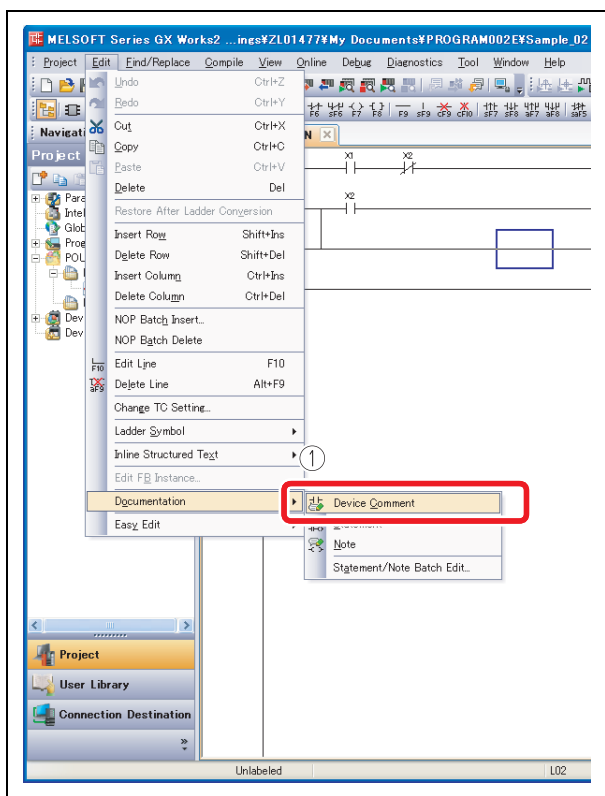 MELSOFT Series GX Works2 ...ings¥ZL01477¥My Documents¥PROGRAM002E¥Sample_02
Project Edit Find/Replace Compile View Online Debug Diagnostics Tool Window Help
F6 sF6 F7 F8 F9 sF9 cF9 cF10 sF7 sF8 aF7 aF8 saF5
Undo Ctrl+Z
Redo Ctrl+Y
Cut Ctrl+X
Copy Ctrl+C
Paste Ctrl+V
Delete Del
Restore After Ladder Conversion
Insert Row Shift+Ins
Delete Row Shift+Del
Insert Column Ctrl+Ins
Delete Column Ctrl+Del
NOP Batch Insert...
NOP Batch Delete
F10 Edit Line F10
aF9 Delete Line Alt+F9
Change TC Setting...
Ladder Symbol
Inline Structured Text
Edit FB Instance...
Documentation
Easy Edit
1
Device Comment
Note
Statement/Note Batch Edit...
Navigati
Project
Para
Intel
Glob
Prog
POU
Dev
Dev
N
X1 X2
X2
Project
User Library
Connection Destination
Unlabeled L02